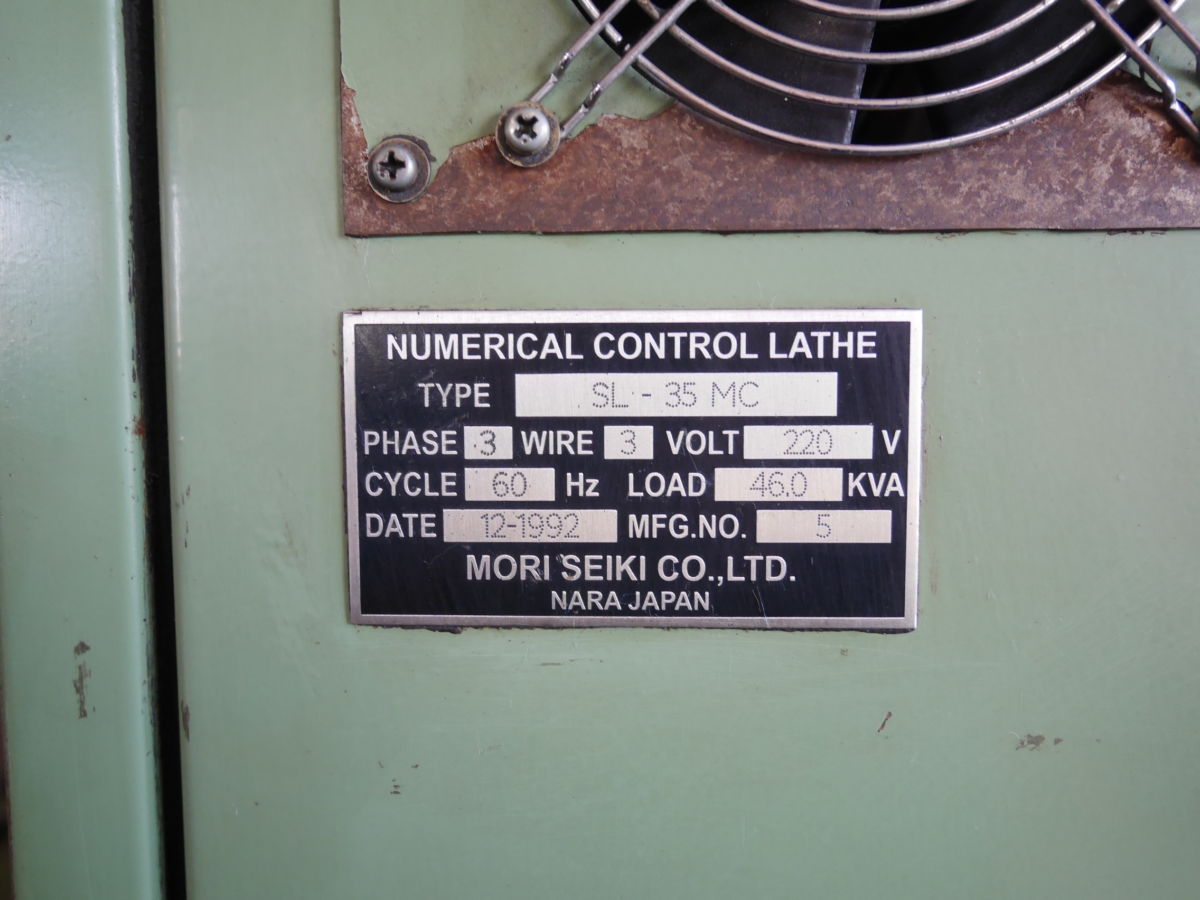 NUMERICAL CONTROL LATHE
TYPE SL - 35 MC
PHASE 3 WIRE 3 VOLT 220 V
CYCLE 60 Hz LOAD 46.0 KVA
DATE 12-1992 MFG.NO. 5
MORI SEIKI CO.,LTD.
NARA JAPAN